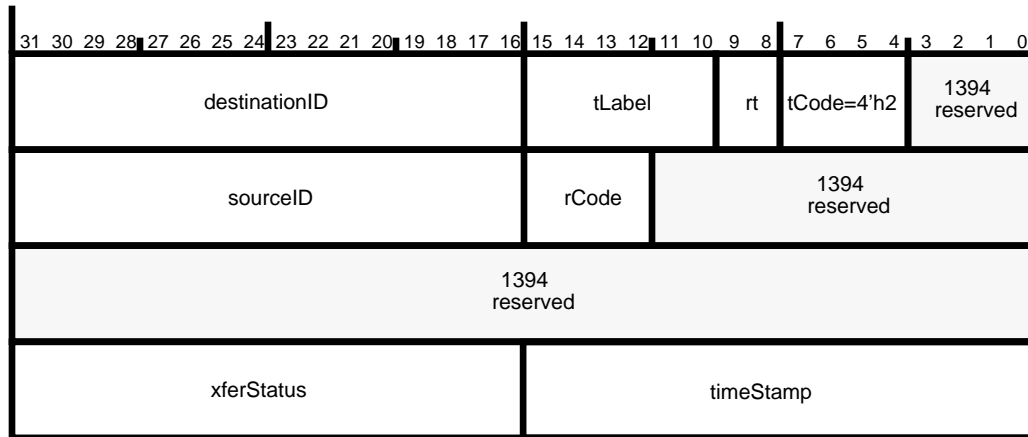 31 30 29 28 27 26 25 24 23 22 21 20 19 18 17 16 15 14 13 12 11 10 9 8 7 6 5 4 3 2 1 0
destinationID tLabel rt tCode=4'h2 1394
reserved
sourceID rCode 1394
reserved
1394
reserved
xferStatus timeStamp